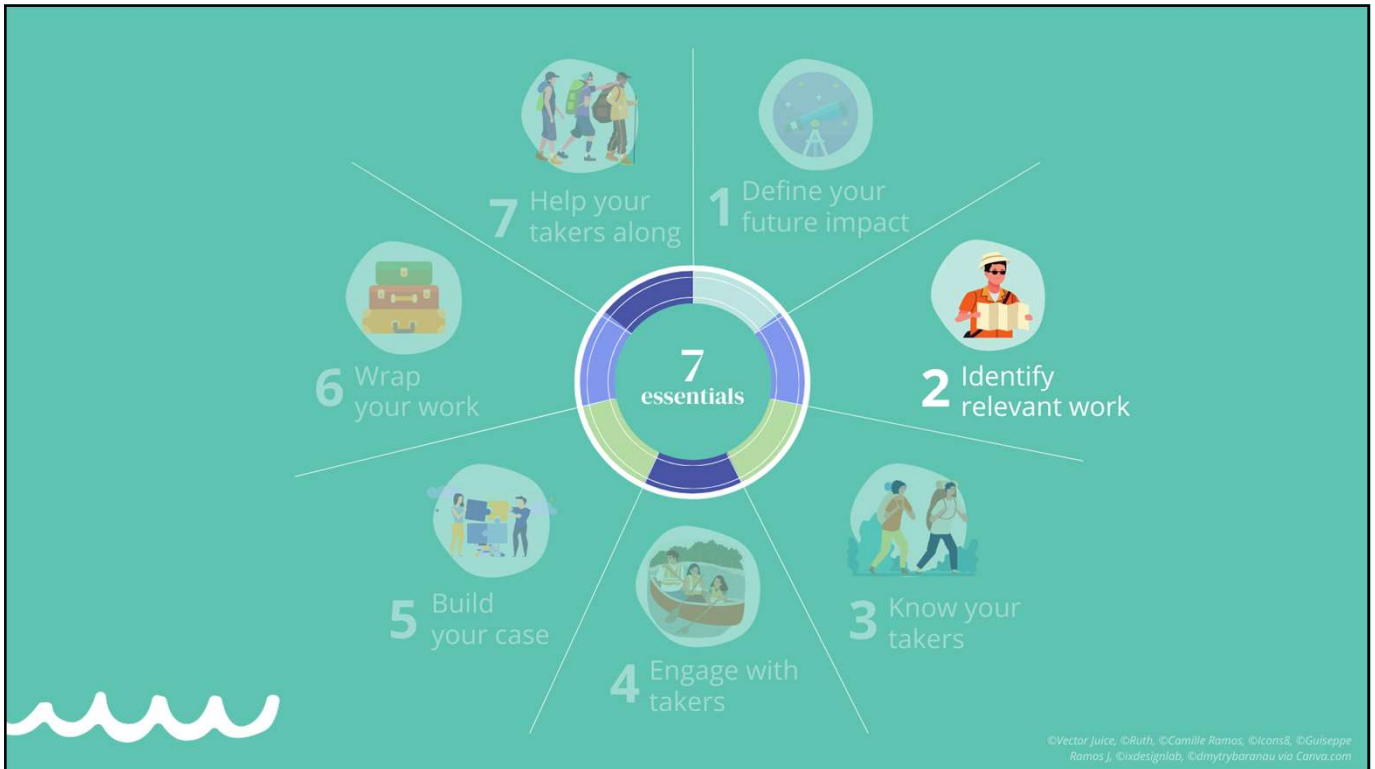 7 essentials
1 Define your
future impact
2 Identify
relevant work
3 Know your
takers
4 Engage with
takers
5 Build
your case
6 Wrap
your work
7 Help your
takers along
©Vector Juice, ©Ruth, ©Camille Ramos, ©Icons8, ©Guiseppe
Ramos J, ©ixdesignlab, ©dmytrybaranau via Canva.com